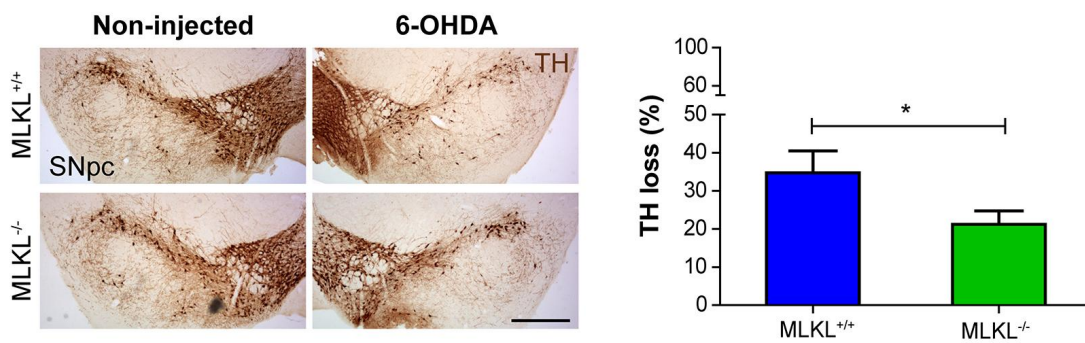 Non-injected
6-OHDA
MLKL+/+
TH
SNpc
MLKL-/-
TH loss (%)
100
60
50
40
30
20
10
0
*
MLKL+/+
MLKL-/-